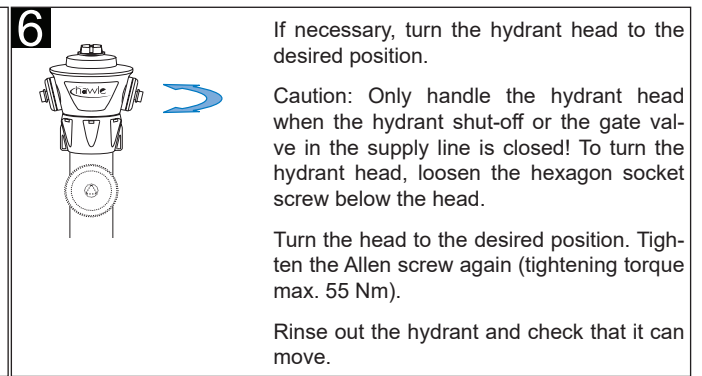 6
hawle
If necessary, turn the hydrant head to the
desired position.
Caution: Only handle the hydrant head
when the hydrant shut-off or the gate val-
ve in the supply line is closed! To turn the
hydrant head, loosen the hexagon socket
screw below the head.
Turn the head to the desired position. Tigh-
ten the Allen screw again (tightening torque
max. 55 Nm).
Rinse out the hydrant and check that it can
move.